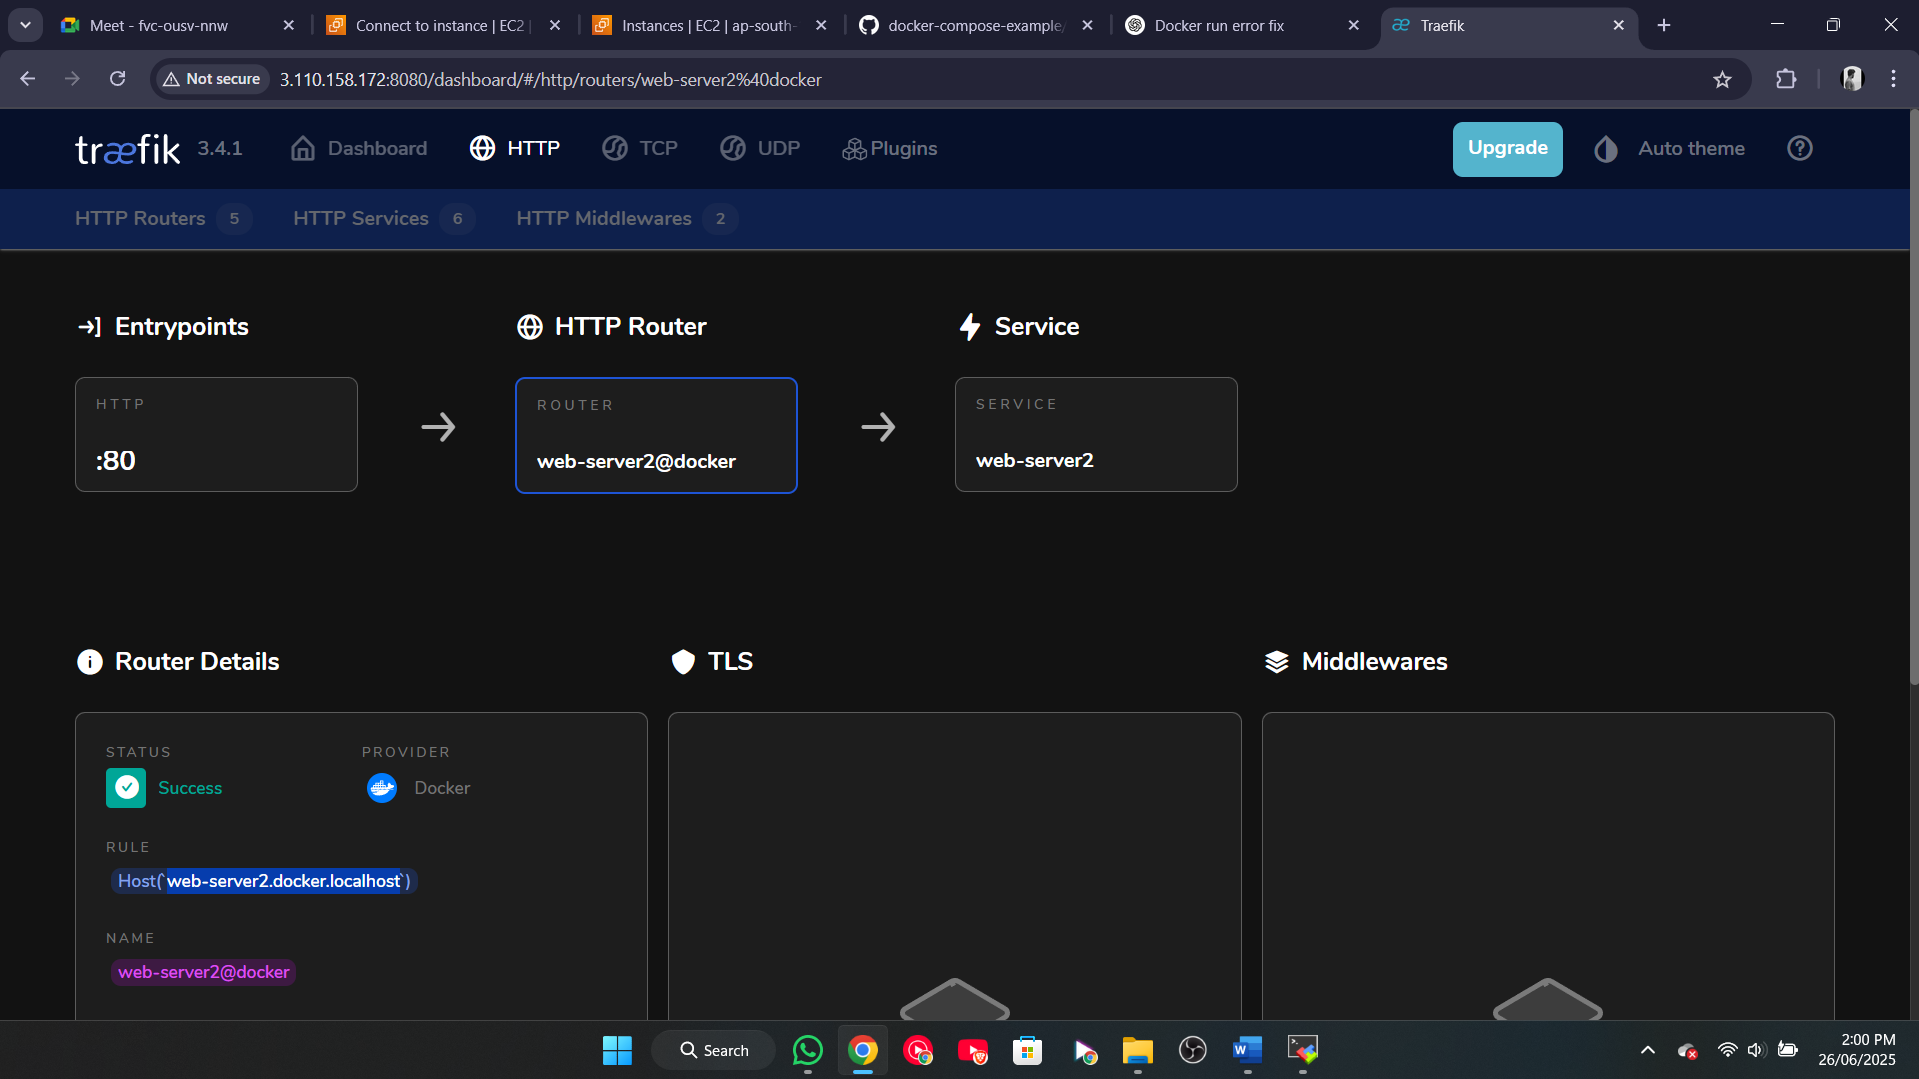 Meet - fvc-ousv-nnw
Connect to instance | EC2 |
Instances | EC2 | ap-south-
docker-compose-example/
Docker run error fix
Traefik
Not secure
3.110.158.172:8080/dashboard/#/http/routers/web-server2%40docker
træfik 3.4.1
Dashboard
HTTP
TCP
UDP
Plugins
Upgrade
Auto theme
HTTP Routers 5
HTTP Services 6
HTTP Middlewares 2
Entrypoints
HTTP Router
Service
HTTP
:80
ROUTER
web-server2@docker
SERVICE
web-server2
Router Details
TLS
Middlewares
STATUS
PROVIDER
Success
Docker
RULE
Host(`web-server2.docker.localhost`)
NAME
web-server2@docker
Search
2:00 PM
26/06/2025